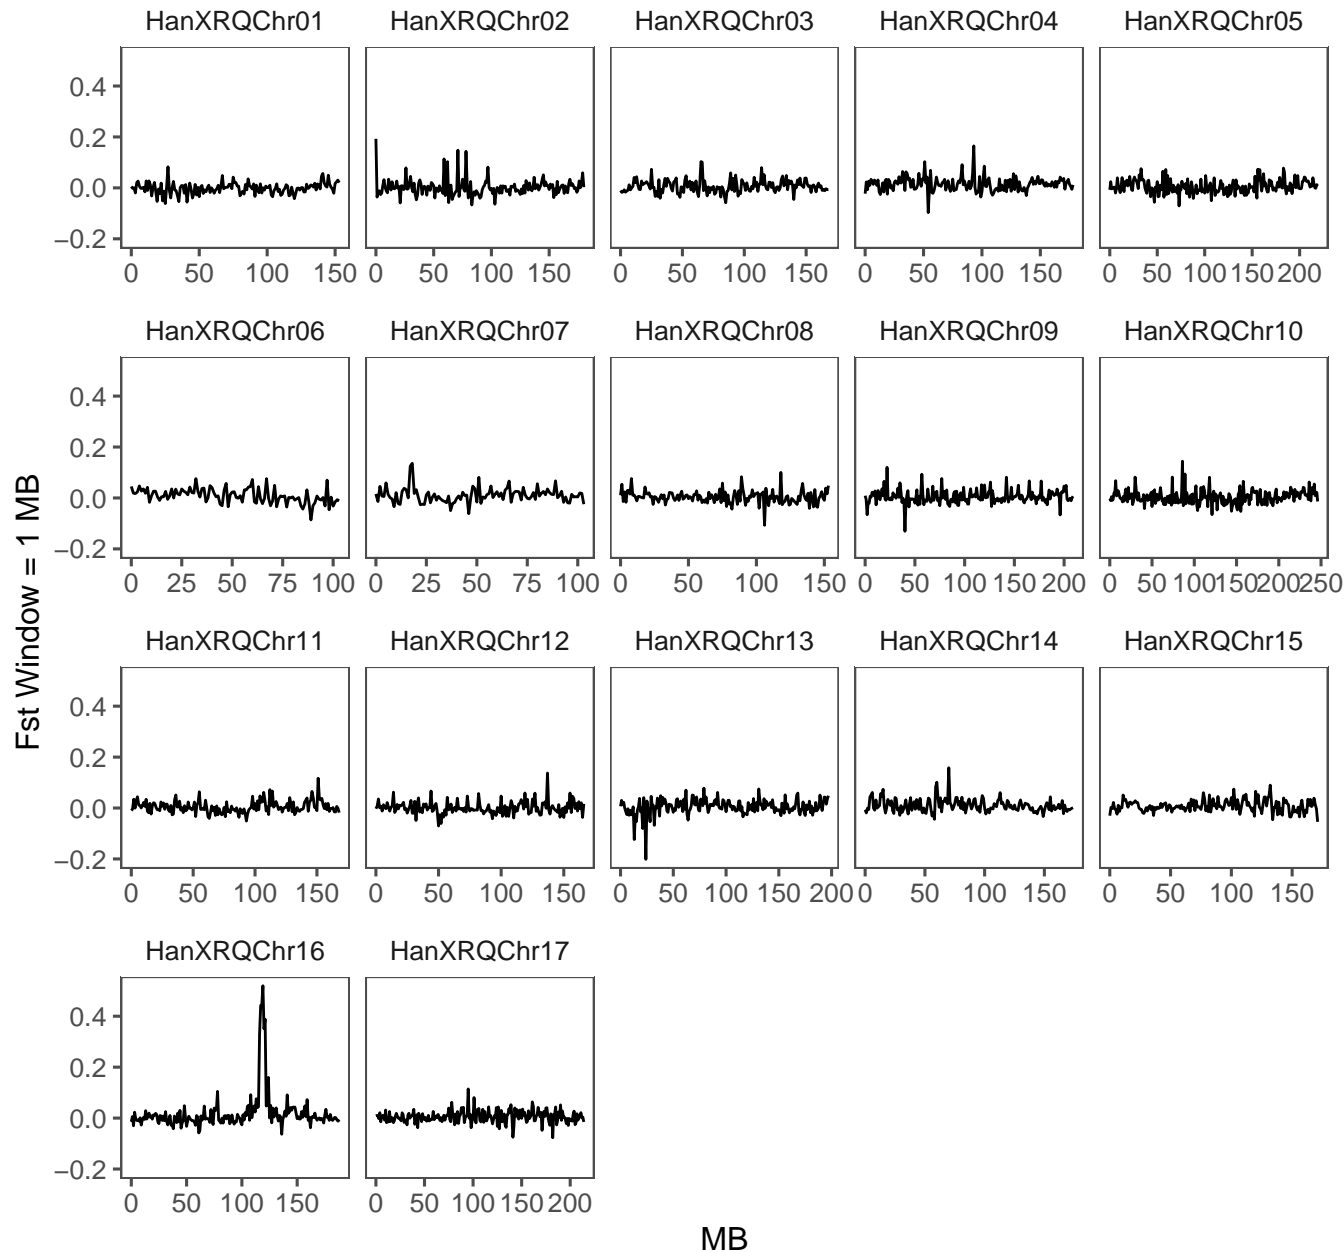 HanXRQChr01 HanXRQChr02 HanXRQChr03 HanXRQChr04 HanXRQChr05
0.4
0.2
0.0
−0.2
0 50 100 150 0 50 100 150 0 50 100 150 0 50 100 150 0 50 100 150 200
HanXRQChr06 HanXRQChr07 HanXRQChr08 HanXRQChr09 HanXRQChr10
0.4
0.2
0.0
−0.2
0 25 50 75 100 0 25 50 75 100 0 50 100 150 0 50 100 150 200 0 50 100 150 200 250
HanXRQChr11 HanXRQChr12 HanXRQChr13 HanXRQChr14 HanXRQChr15
0.4
0.2
0.0
−0.2
0 50 100 150 0 50 100 150 0 50 100 150 200 0 50 100 150 0 50 100 150
HanXRQChr16 HanXRQChr17
0.4
0.2
0.0
−0.2
0 50 100 150 0 50 100 150 200
Fst Window = 1 MB
MB